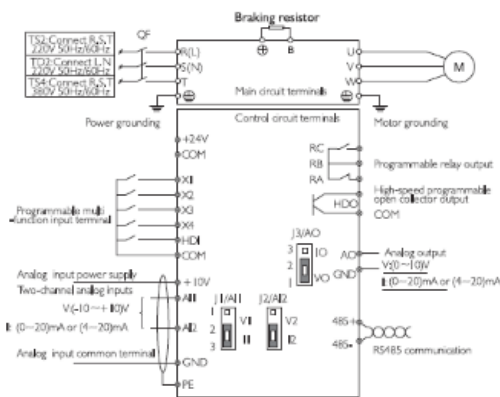 Braking resistor
TS2:Connect R,S,T
220V 50Hz/60Hz
TD2:Connect L,N
220V 50Hz/60Hz
TS4:Connect R,S,T
380V 50Hz/60Hz
QF
R(L)
S(N)
T
B
U
V
W
M
Main circuit terminals
Power grounding
Control circuit terminals
Motor grounding
+24V
COM
X1
X2
X3
X4
HDI
COM
Programmable multi
-function input terminal
RC
RB
RA
Programmable relay output
HDO
High-speed programmable
open collector output
COM
J3/AO
3
2
1
IO
VO
AO
GND
Analog output
V:(0~10)V
I: (0~20)mA or (4~20)mA
Analog input power supply
+10V
Two-channel analog inputs
V:(-10~+10)V
I: (0~20)mA or (4~20)mA
AI1
AI2
J1/AI1
1
2
3
V1
I1
J2/AI2
V2
I2
485+
485-
RS485 communication
Analog input common terminal
GND
PE